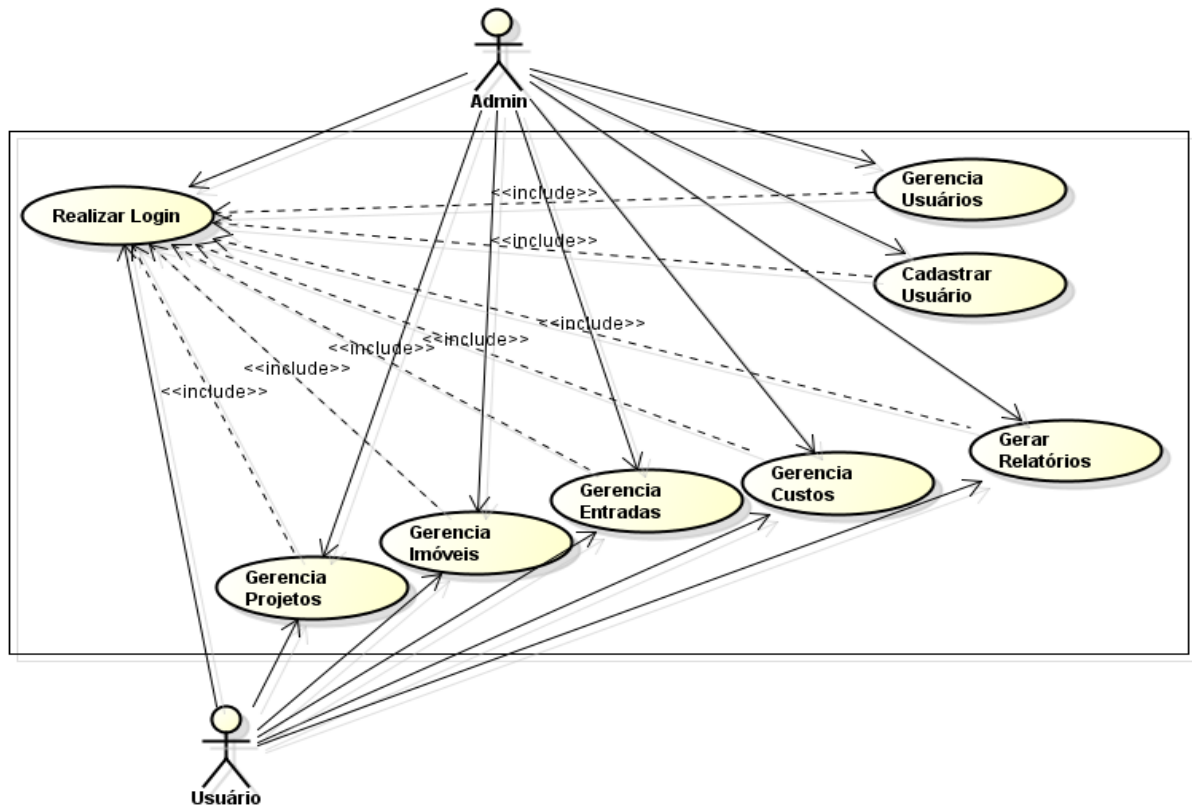 Admin
Gerencia
Usuários
<<include>>
Realizar Login
<<include>>
Cadastrar
Usuário
<<include>>
<<include>>
<<include>>
<<include>>
<<include>>
Gerar
Relatórios
Gerencia
Custos
Gerencia
Entradas
Gerencia
Imóveis
Gerencia
Projetos
Usuário